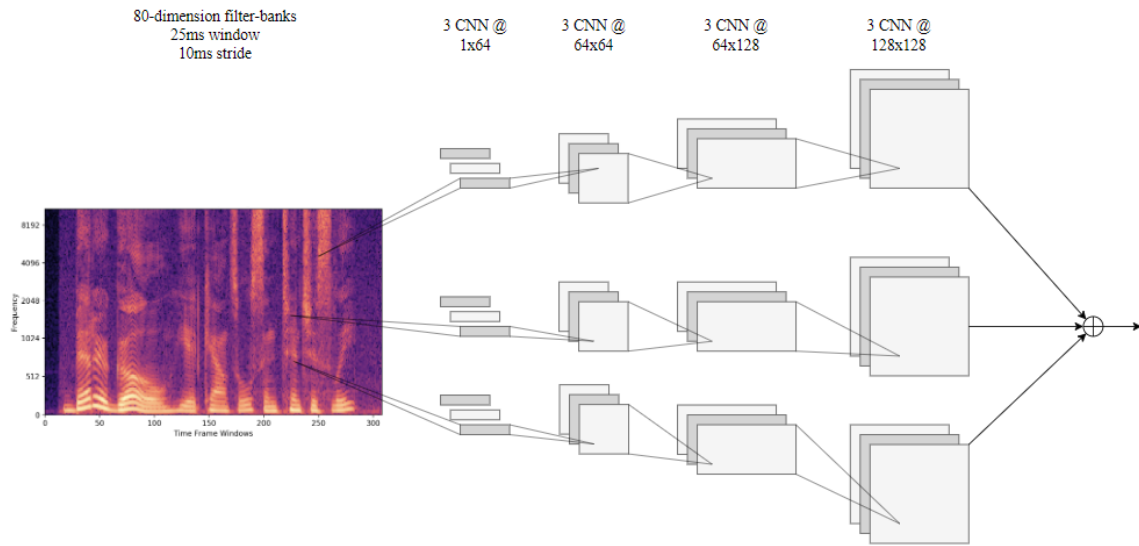 80-dimension filter-banks
25ms window
10ms stride
3 CNN @
1x64
3 CNN @
64x64
3 CNN @
64x128
3 CNN @
128x128
8192
4096
2048
1024
512
0
Frequency
0
50
100
150
200
250
300
Time Frame Windows